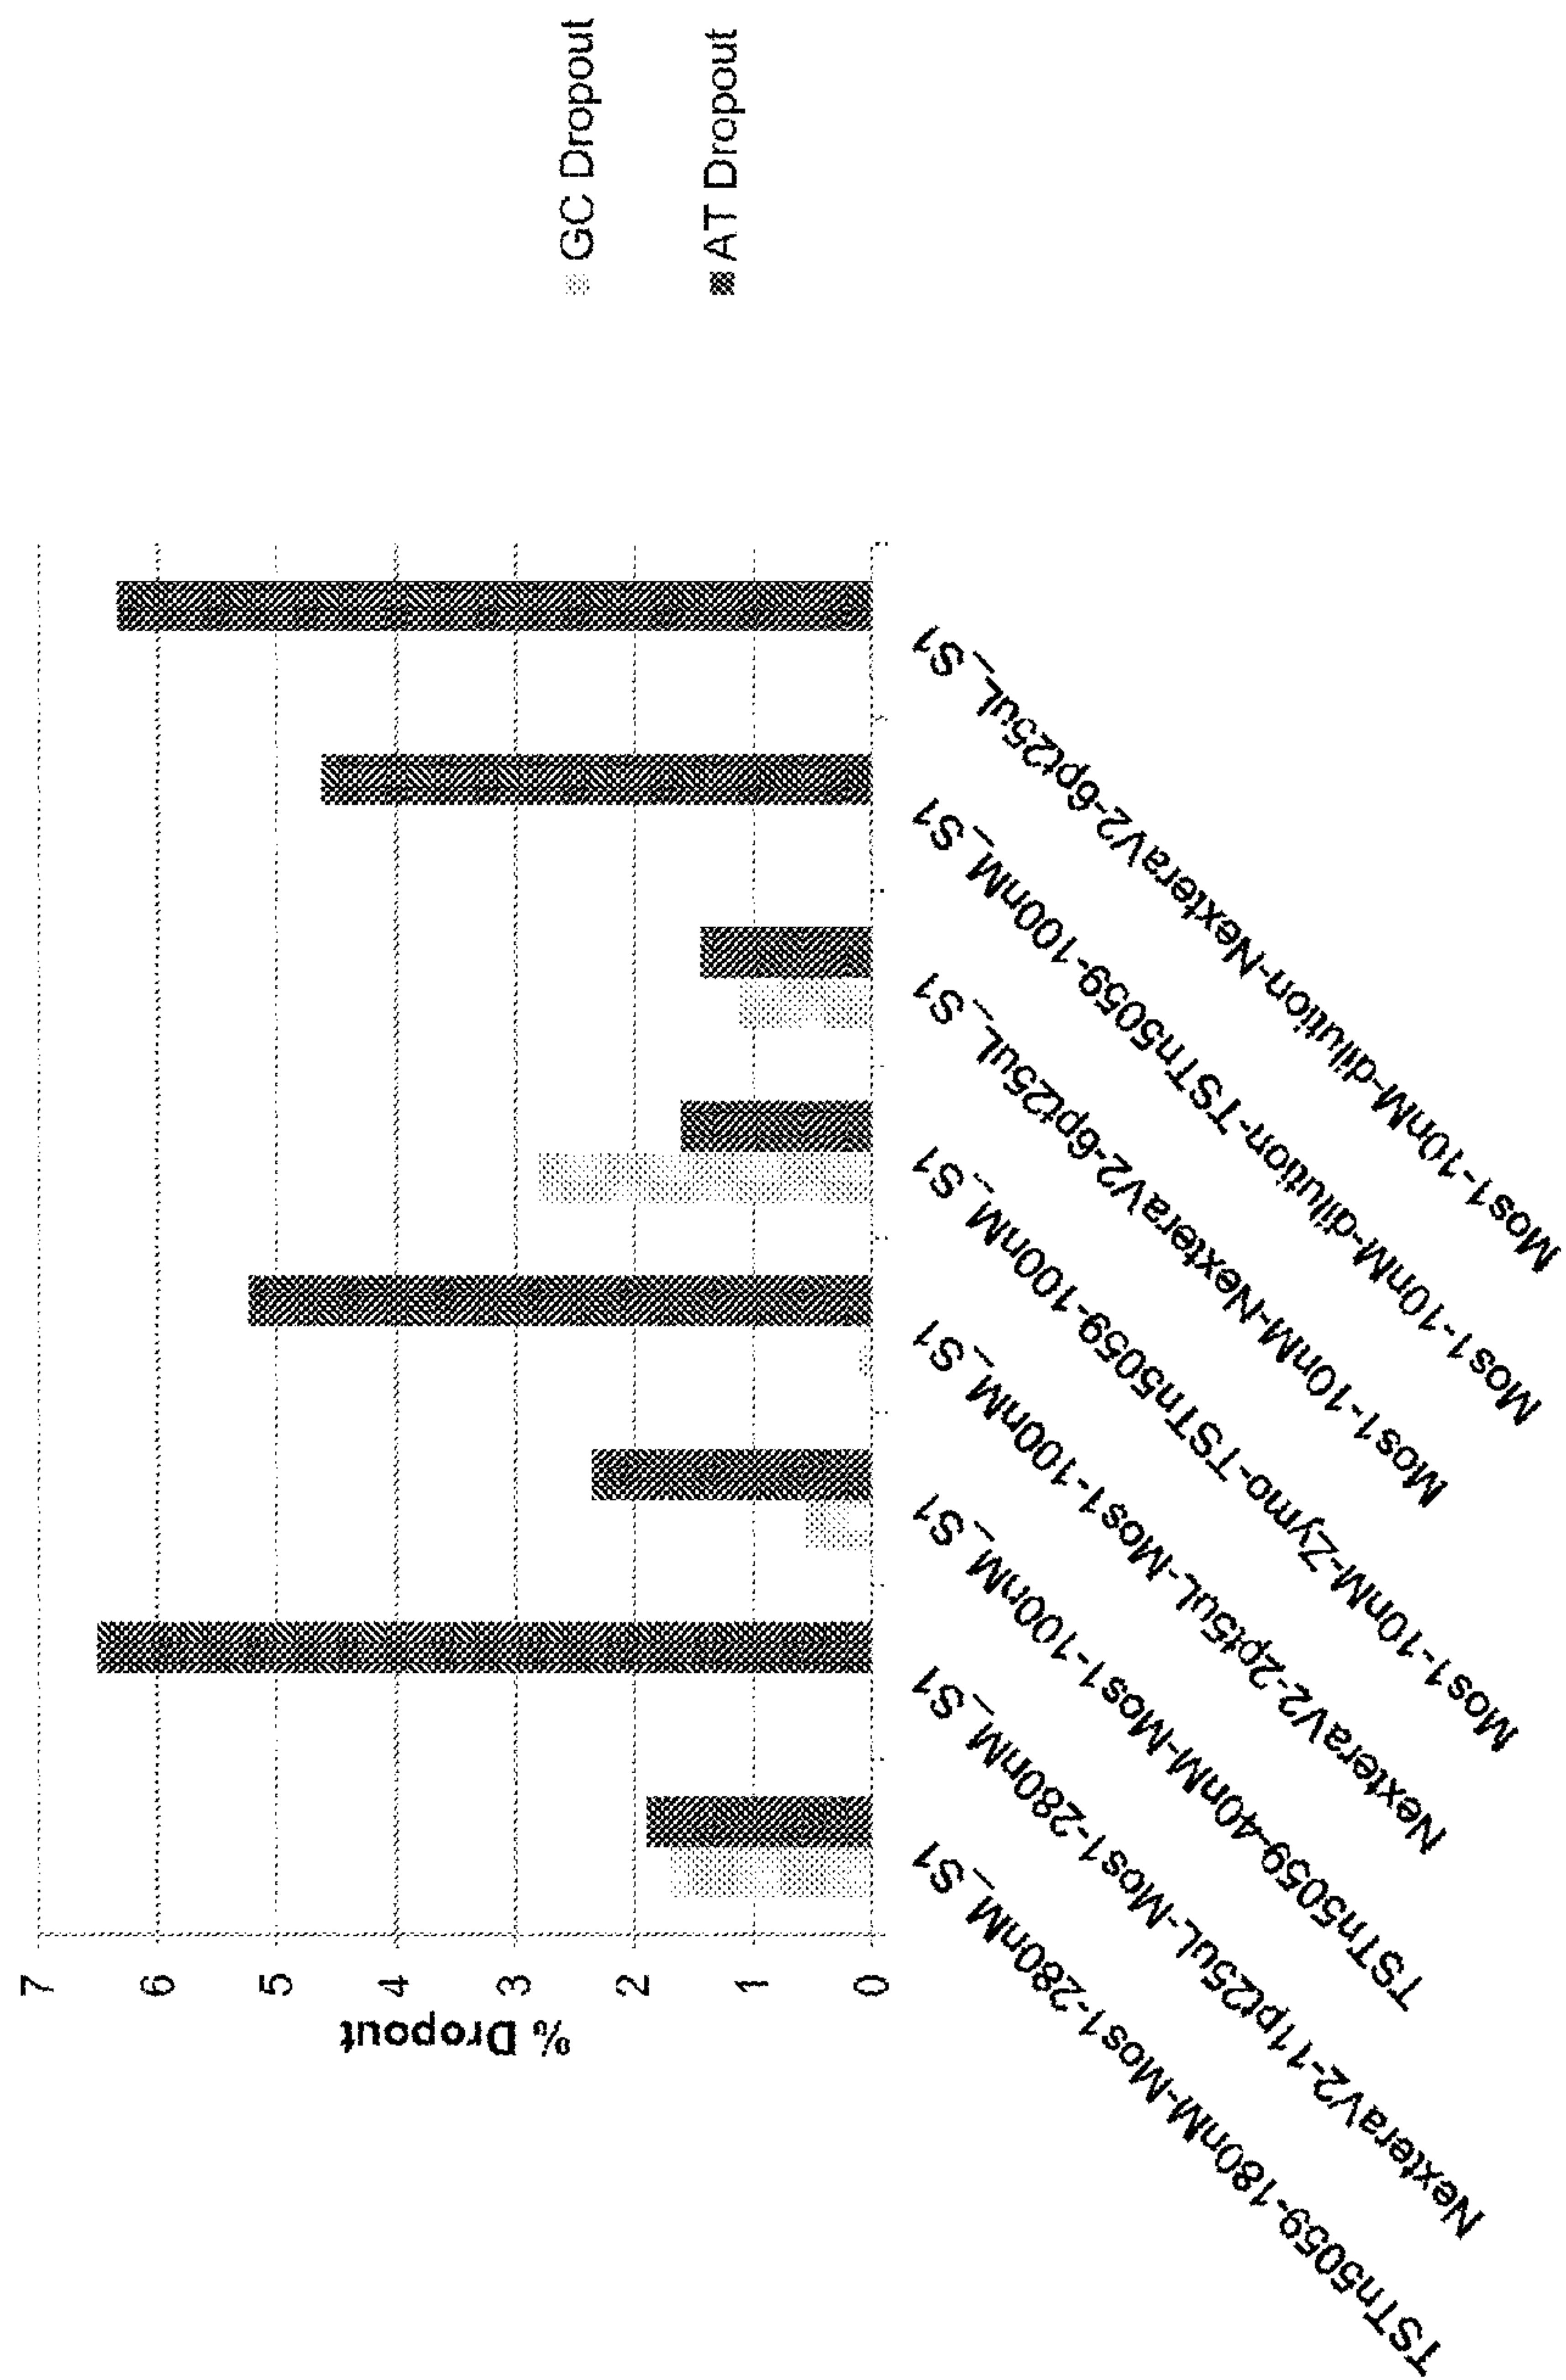 % Dropout
7
6
5
4
3
2
1
0
TSTn5059-180nM-Mos1-280nM_S1
NexteraV2-11pt25uL-Mos1-280nM_S1
TSTn5059-40nM-Mos1-100nM_S1
NexteraV2-2pt5uL-Mos1-100nM_S1
Mos1-10nM-Zymo-TSTn5059-100nM_S1
Mos1-10nM-NexteraV2-6pt25uL_S1
Mos1-10nM-dilution-TSTn5059-100nM_S1
Mos1-10nM-dilution-NexteraV2-6pt25uL_S1
GC Dropout
AT Dropout